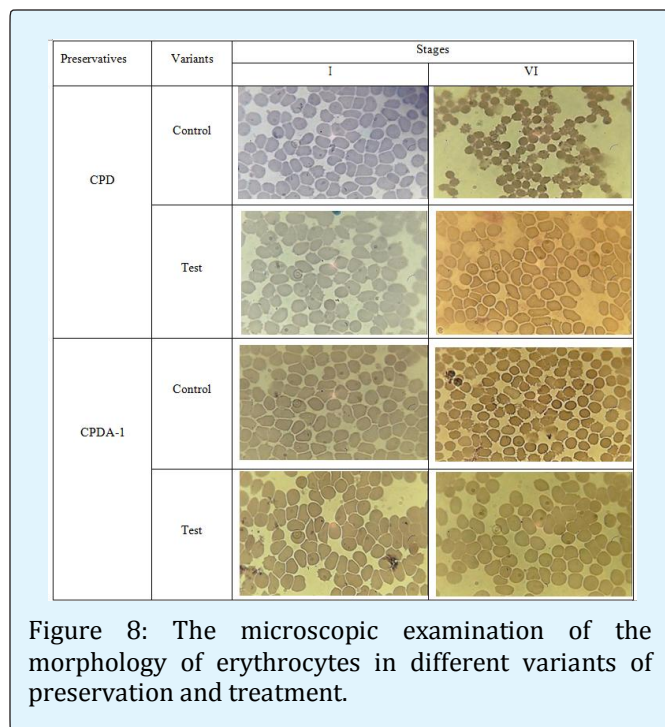 Preservatives
Variants
Stages
I
VI
CPD
Control
Test
CPDA-1
Control
Test
Figure 8: The microscopic examination of the
morphology of erythrocytes in different variants of
preservation and treatment.